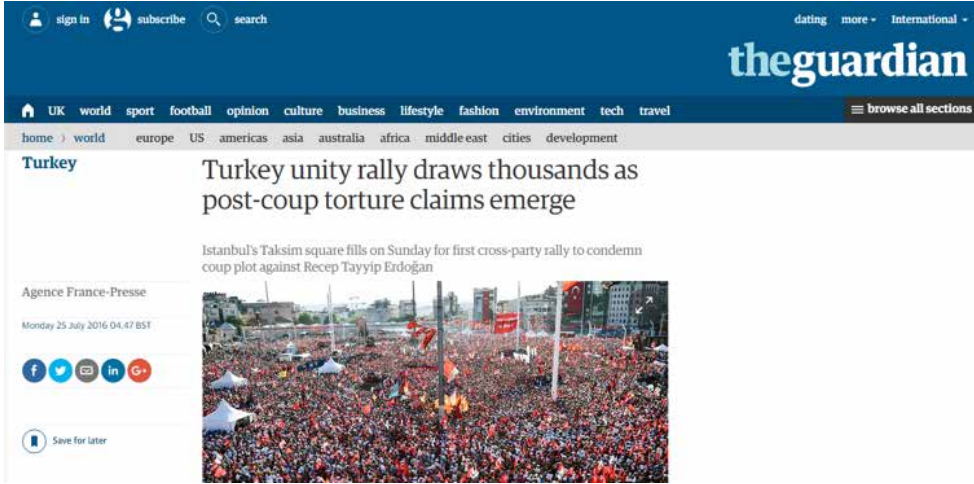 sign in subscribe search dating more International
theguardian
UK world sport football opinion culture business lifestyle fashion environment tech travel browse all sections
home › world europe US americas asia australia africa middle east cities development
Turkey
Turkey unity rally draws thousands as
post-coup torture claims emerge
Istanbul's Taksim square fills on Sunday for first cross-party rally to condemn
coup plot against Recep Tayyip Erdoğan
Agence France-Presse
Monday 25 July 2016 04.47 BST
f in G+
Save for later